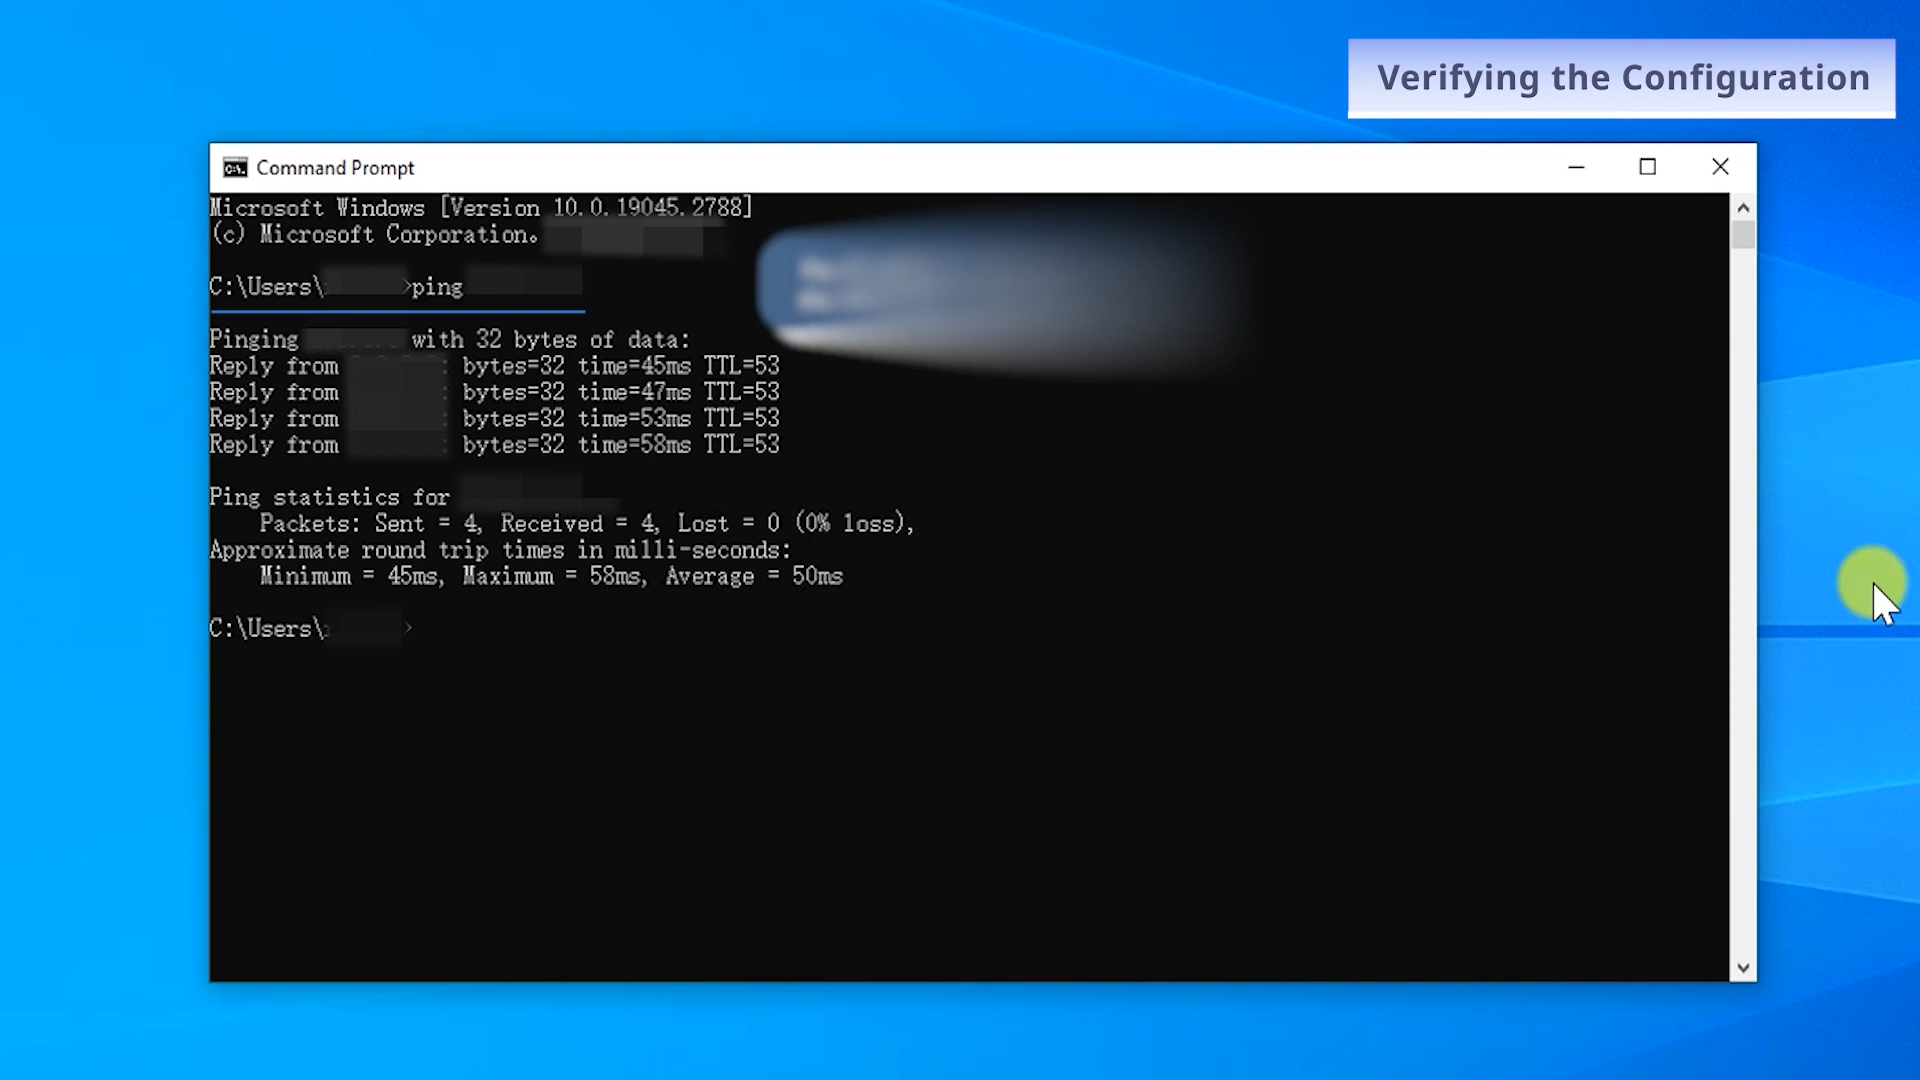 Verifying the Configuration
Command Prompt
Microsoft Windows [Version 10.0.19045.2788]
(c) Microsoft Corporation。
C:\Users\ >ping
Pinging with 32 bytes of data:
Reply from : bytes=32 time=45ms TTL=53
Reply from : bytes=32 time=47ms TTL=53
Reply from : bytes=32 time=53ms TTL=53
Reply from : bytes=32 time=58ms TTL=53
Ping statistics for
Packets: Sent = 4, Received = 4, Lost = 0 (0% loss),
Approximate round trip times in milli-seconds:
Minimum = 45ms, Maximum = 58ms, Average = 50ms
C:\Users\ >